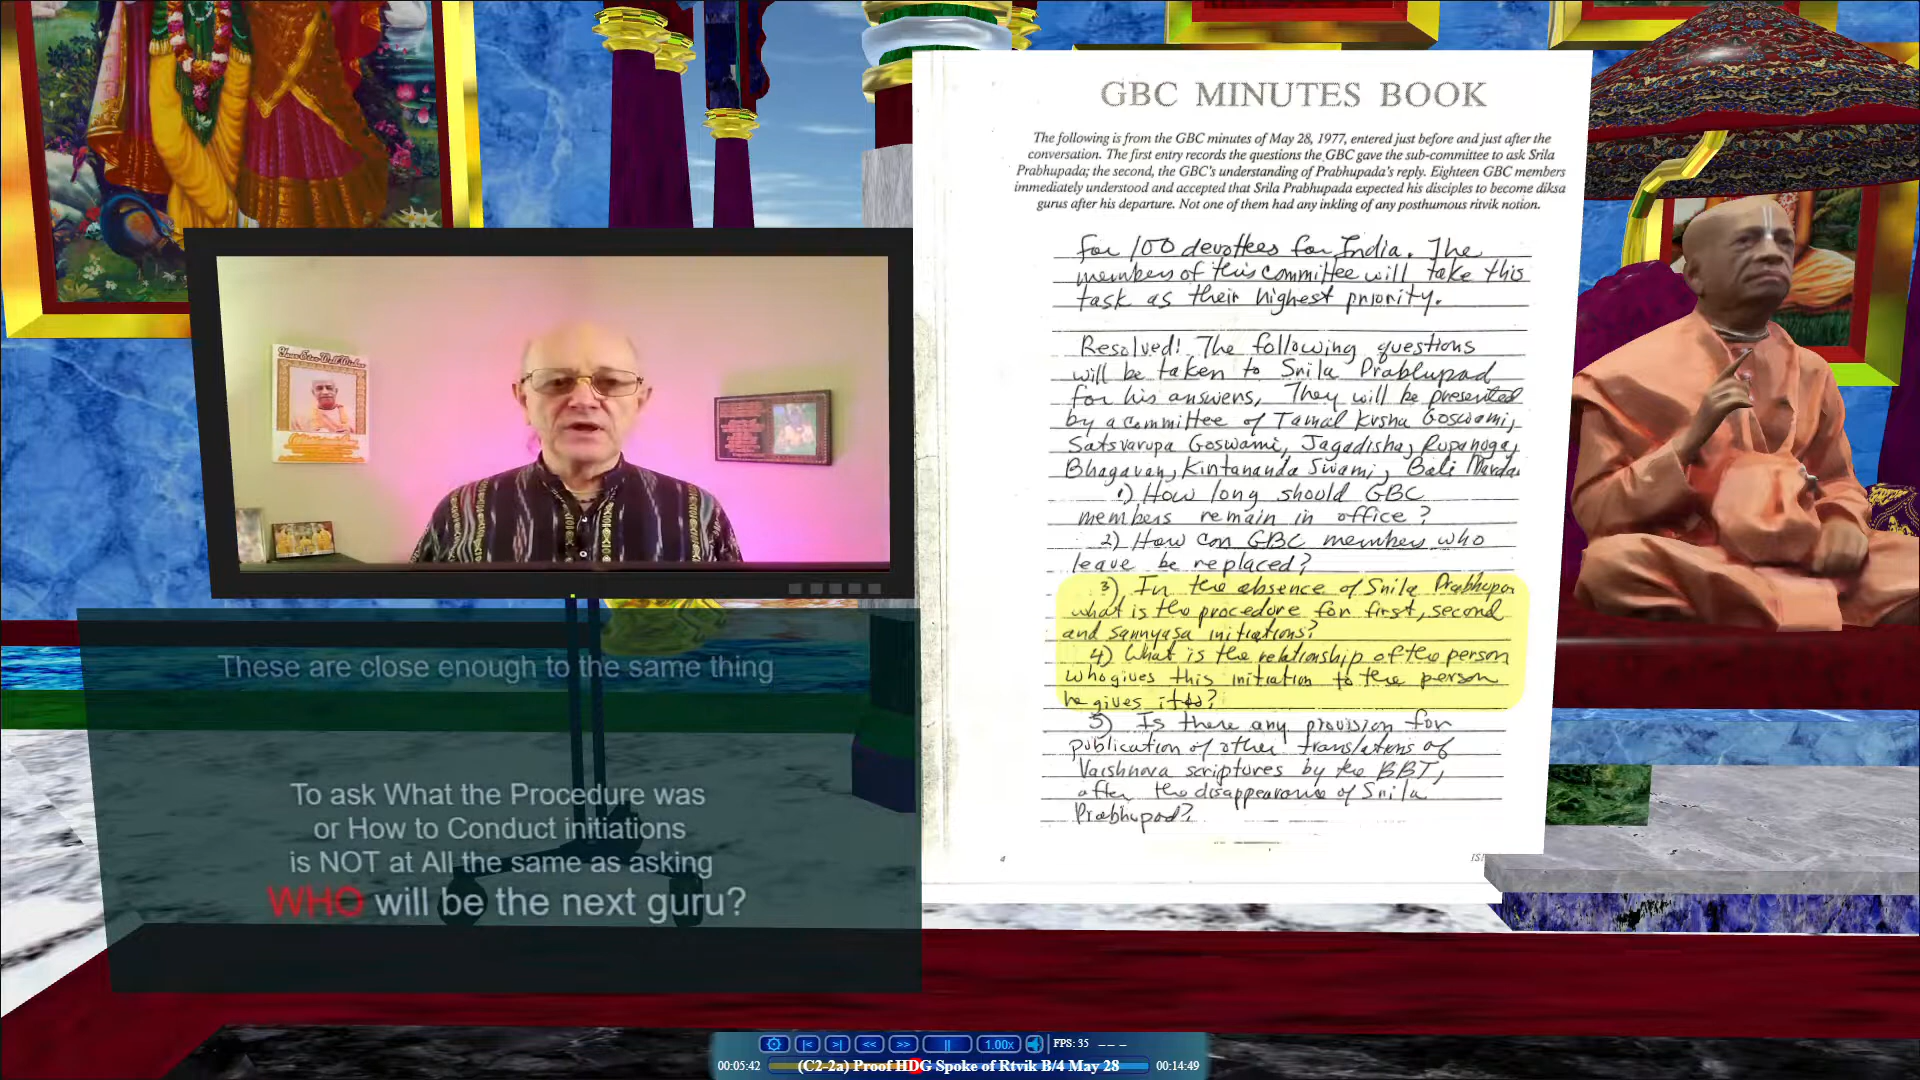 GBC MINUTES BOOK
The following is from the GBC minutes of May 28, 1977, entered just before and just after the
conversation. The first entry records the questions the GBC gave the sub-committee to ask Srila
Prabhupada; the second, the GBC's understanding of Prabhupada's reply. Eighteen GBC members
immediately understood and accepted that Srila Prabhupada expected his disciples to become diksa
gurus after his departure. Not one of them had any inkling of any posthumous ritvik notion.
for 100 devottees for India. The
members of this committee will take this
task as their highest priority.
Resolved! The following questions
will be taken to Srila Prabhupad
for his answers, They will be presented
by a committee of Tamal Krsna Goswami,
Satsvarupa Goswami, Jagadisha, Rupanoga,
Bhagavan, Kirtananda Swami, Bali Marda
1) How long should GBC
members remain in office?
2) How can GBC members who
leave be replaced?
3), In the absence of Srila Prabhupa
what is the procedure for first, second
and sannyasa initiations?
4) What is the relationship of the person
who gives this initiation to the person
he gives it to?
5) Is there any provision for
publication of other translations of
Vaishnava scriptures by the BBT,
after the disappearance of Srila
Prabhupad?
4
Your Ever Well Wisher
These are close enough to the same thing
To ask What the Procedure was
or How to Conduct initiations
is NOT at All the same as asking
WHO will be the next guru?
|< >| << >> || 1.00x FPS: 35 _ _ _
00:05:42 (C2-2a) Proof HDG Spoke of Rtvik B/4 May 28 00:14:49